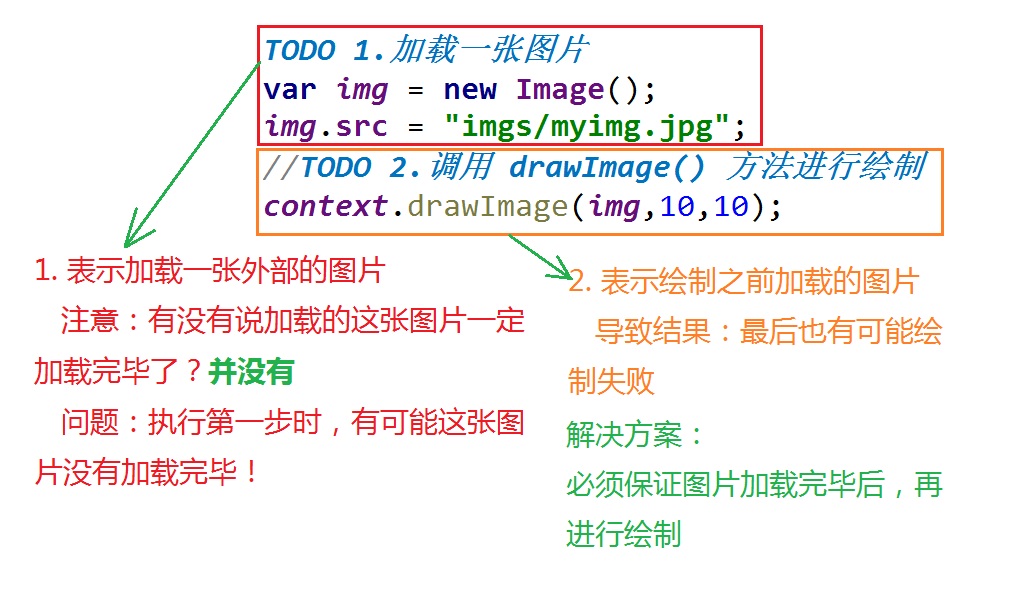 TODO 1.加载一张图片
var img = new Image();
img.src = "imgs/myimg.jpg";
//TODO 2.调用 drawImage() 方法进行绘制
context.drawImage(img,10,10);
1. 表示加载一张外部的图片
注意：有没有说加载的这张图片一定
加载完毕了？并没有
问题：执行第一步时，有可能这张图
片没有加载完毕！
2. 表示绘制之前加载的图片
导致结果：最后也有可能绘
制失败
解决方案：
必须保证图片加载完毕后，再
进行绘制